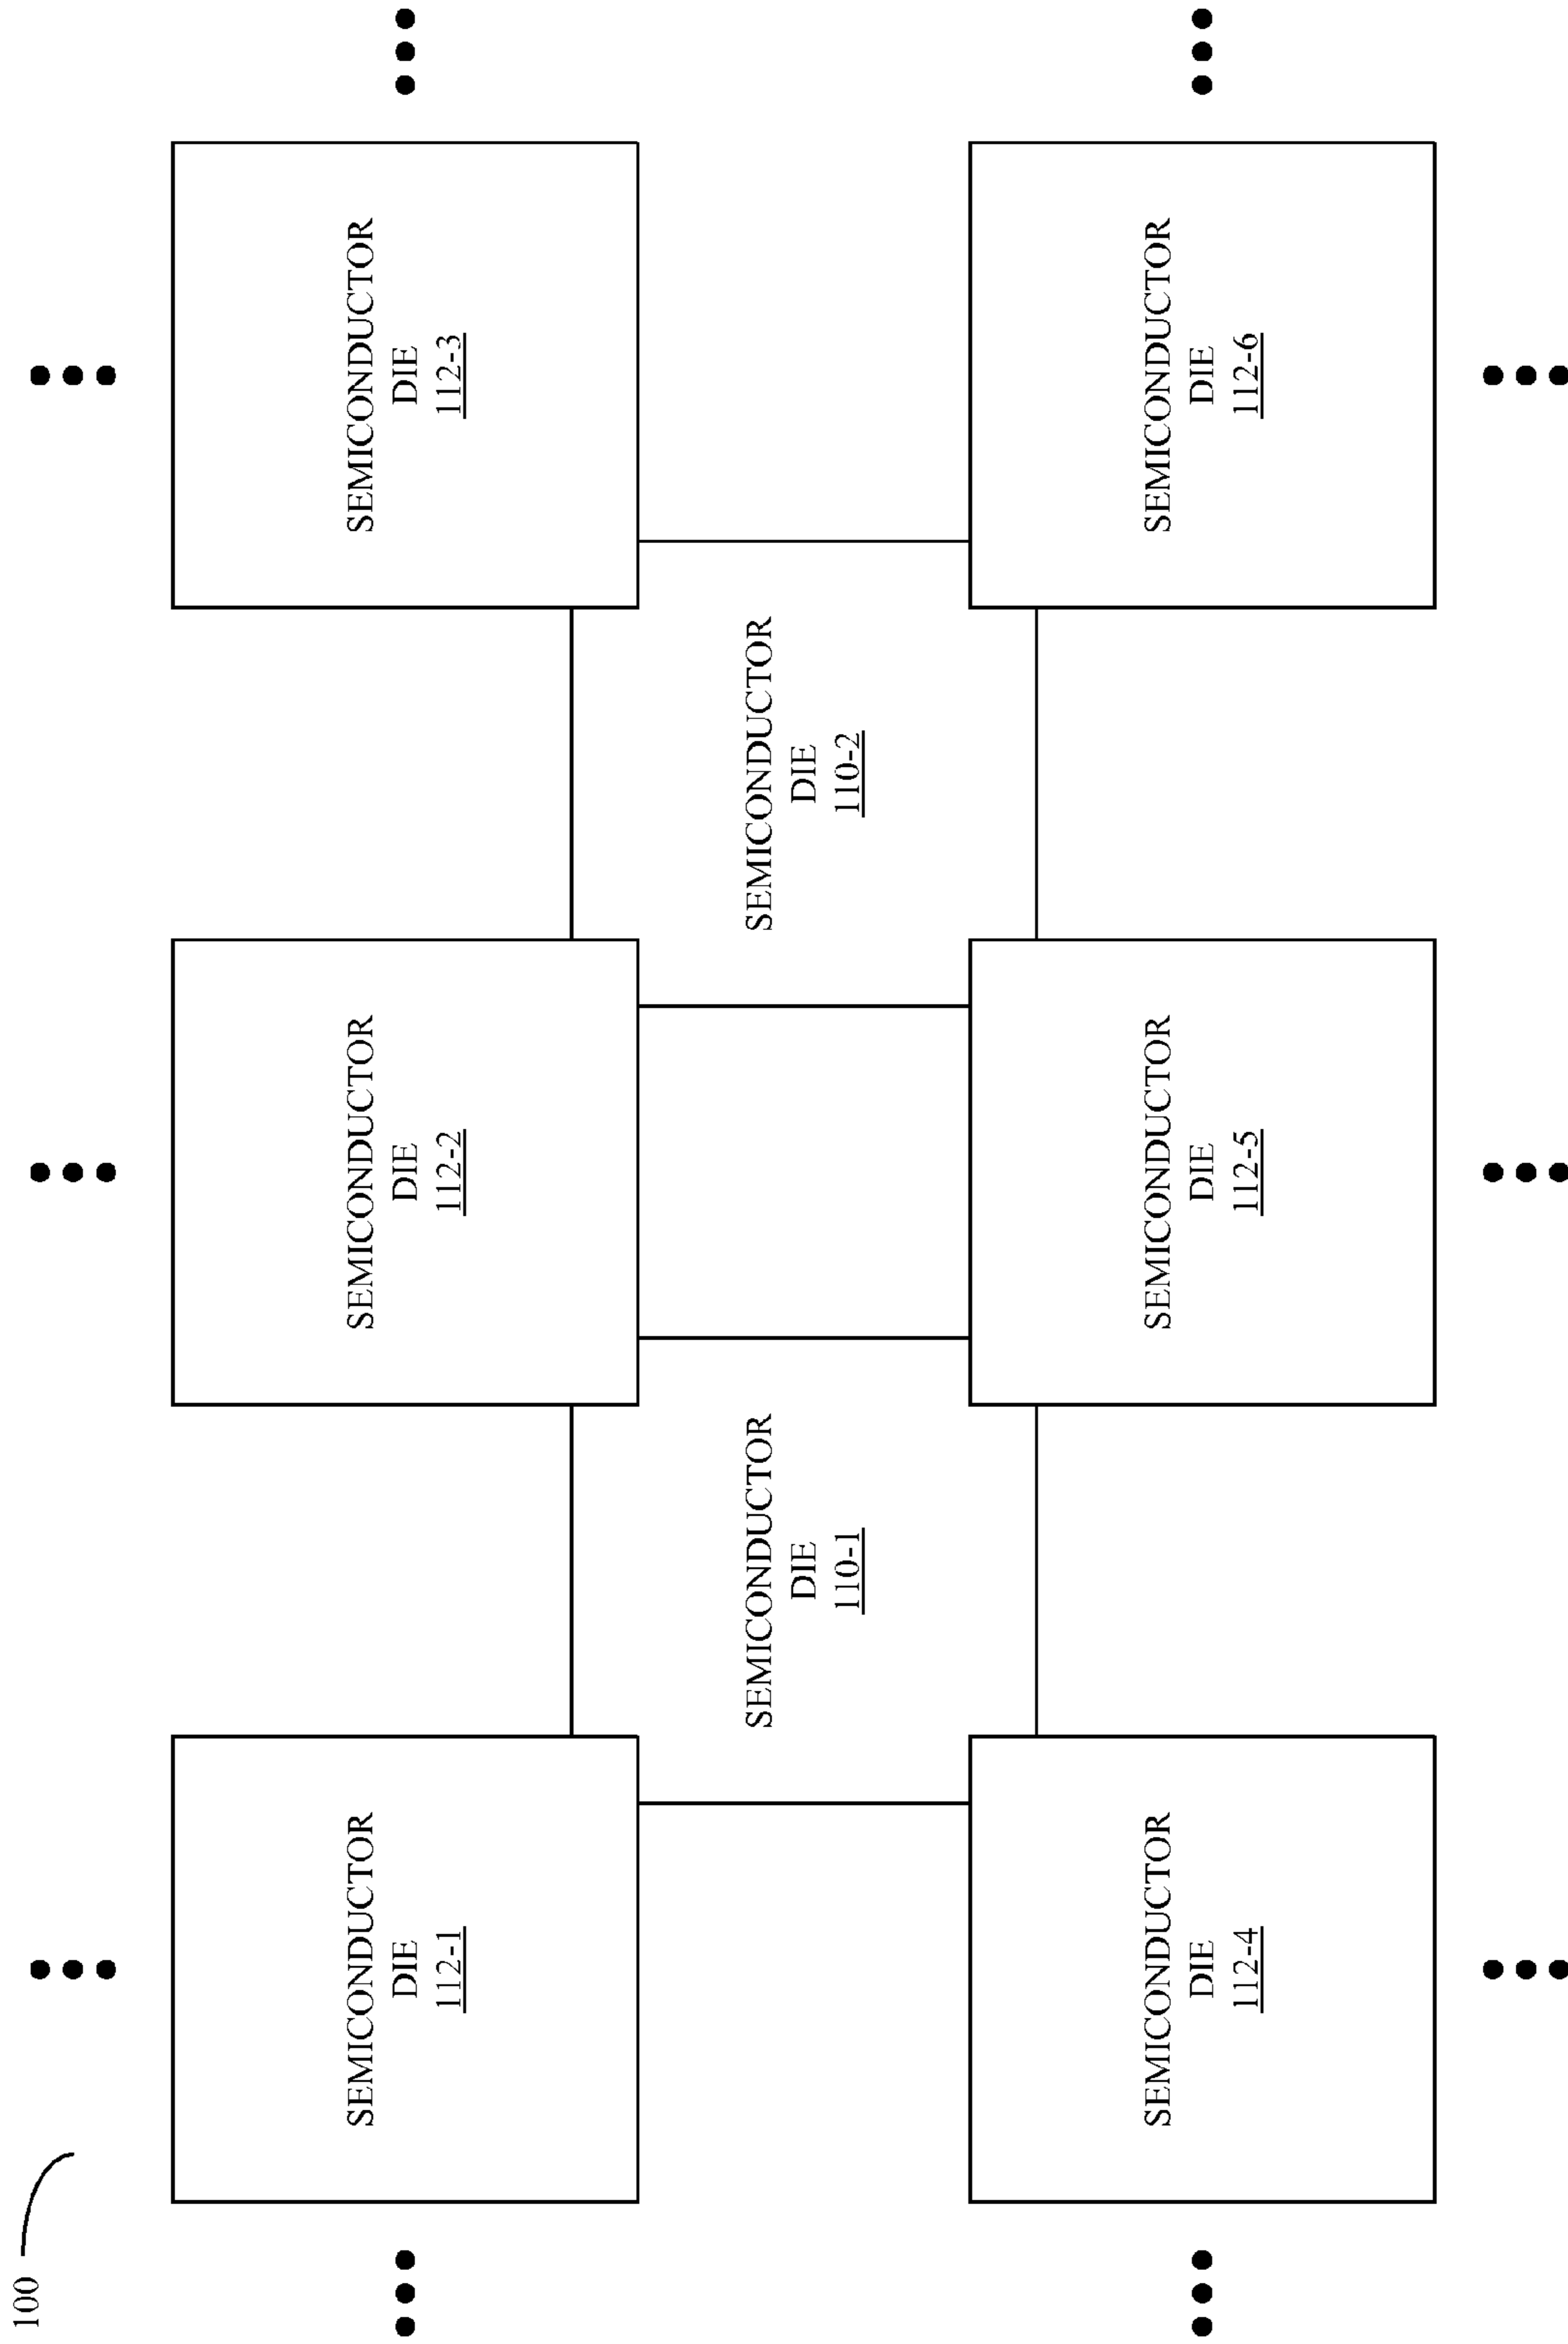 100
SEMICONDUCTOR
DIE
112-1
SEMICONDUCTOR
DIE
112-2
SEMICONDUCTOR
DIE
112-3
SEMICONDUCTOR
DIE
110-1
SEMICONDUCTOR
DIE
110-2
SEMICONDUCTOR
DIE
112-4
SEMICONDUCTOR
DIE
112-5
SEMICONDUCTOR
DIE
112-6